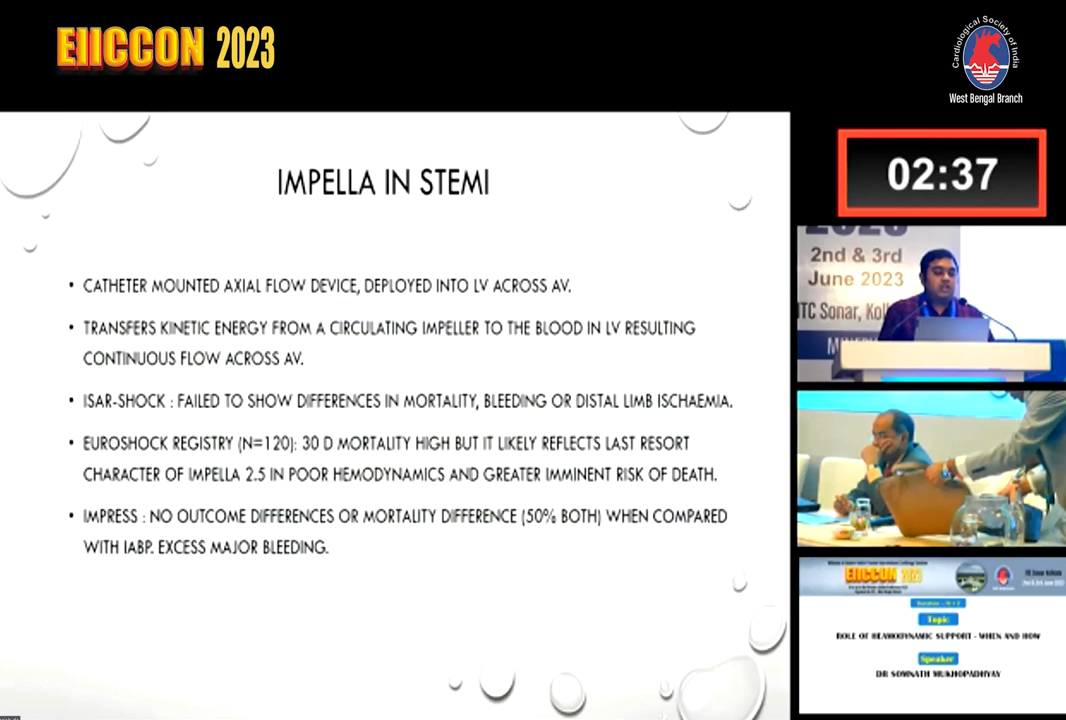 EIICCON 2023
Cardiological Society of India
West Bengal Branch
IMPELLA IN STEMI
• CATHETER MOUNTED AXIAL FLOW DEVICE, DEPLOYED INTO LV ACROSS AV.
• TRANSFERS KINETIC ENERGY FROM A CIRCULATING IMPELLER TO THE BLOOD IN LV RESULTING
CONTINUOUS FLOW ACROSS AV.
• ISAR-SHOCK : FAILED TO SHOW DIFFERENCES IN MORTALITY, BLEEDING OR DISTAL LIMB ISCHAEMIA.
• EUROSHOCK REGISTRY (N=120): 30 D MORTALITY HIGH BUT IT LIKELY REFLECTS LAST RESORT
CHARACTER OF IMPELLA 2.5 IN POOR HEMODYNAMICS AND GREATER IMMINENT RISK OF DEATH.
• IMPRESS : NO OUTCOME DIFFERENCES OR MORTALITY DIFFERENCE (50% BOTH) WHEN COMPARED
WITH IABP. EXCESS MAJOR BLEEDING.
02:37
2023
2nd & 3rd
June 2023
ITC Sonar, Kol
EIICCON 2023
Topic
ROLE OF HEAMODYNAMIC SUPPORT - WHEN AND HOW
Speaker
DR SOMNATH MUKHOPADHYAY